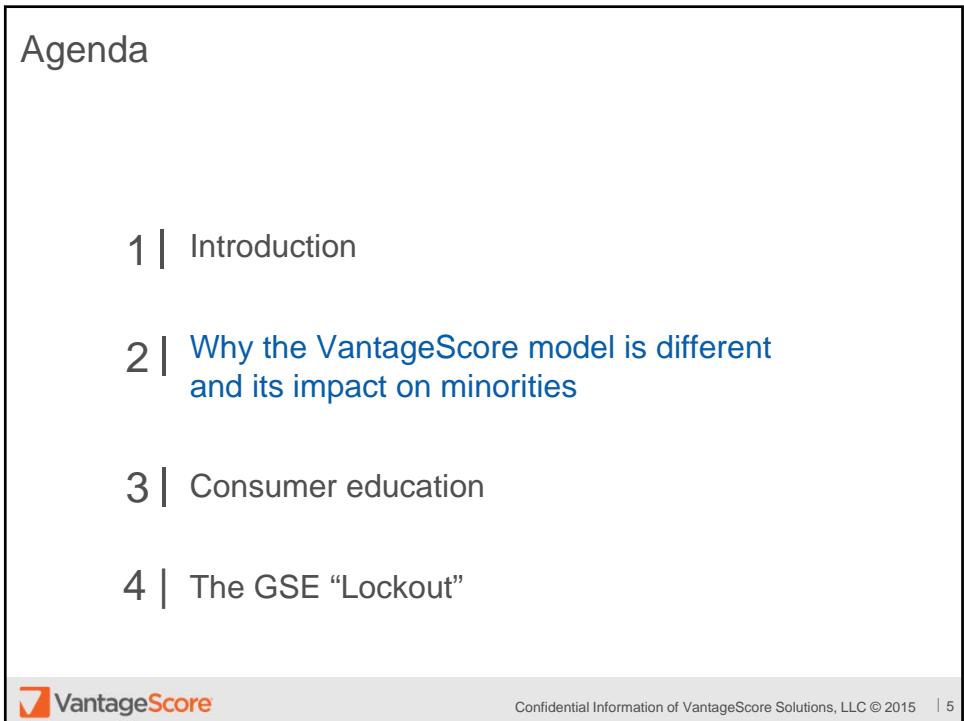 Agenda
1 | Introduction
2 | Why the VantageScore model is different
and its impact on minorities
3 | Consumer education
4 | The GSE “Lockout”
VantageScore Confidential Information of VantageScore Solutions, LLC © 2015 | 5